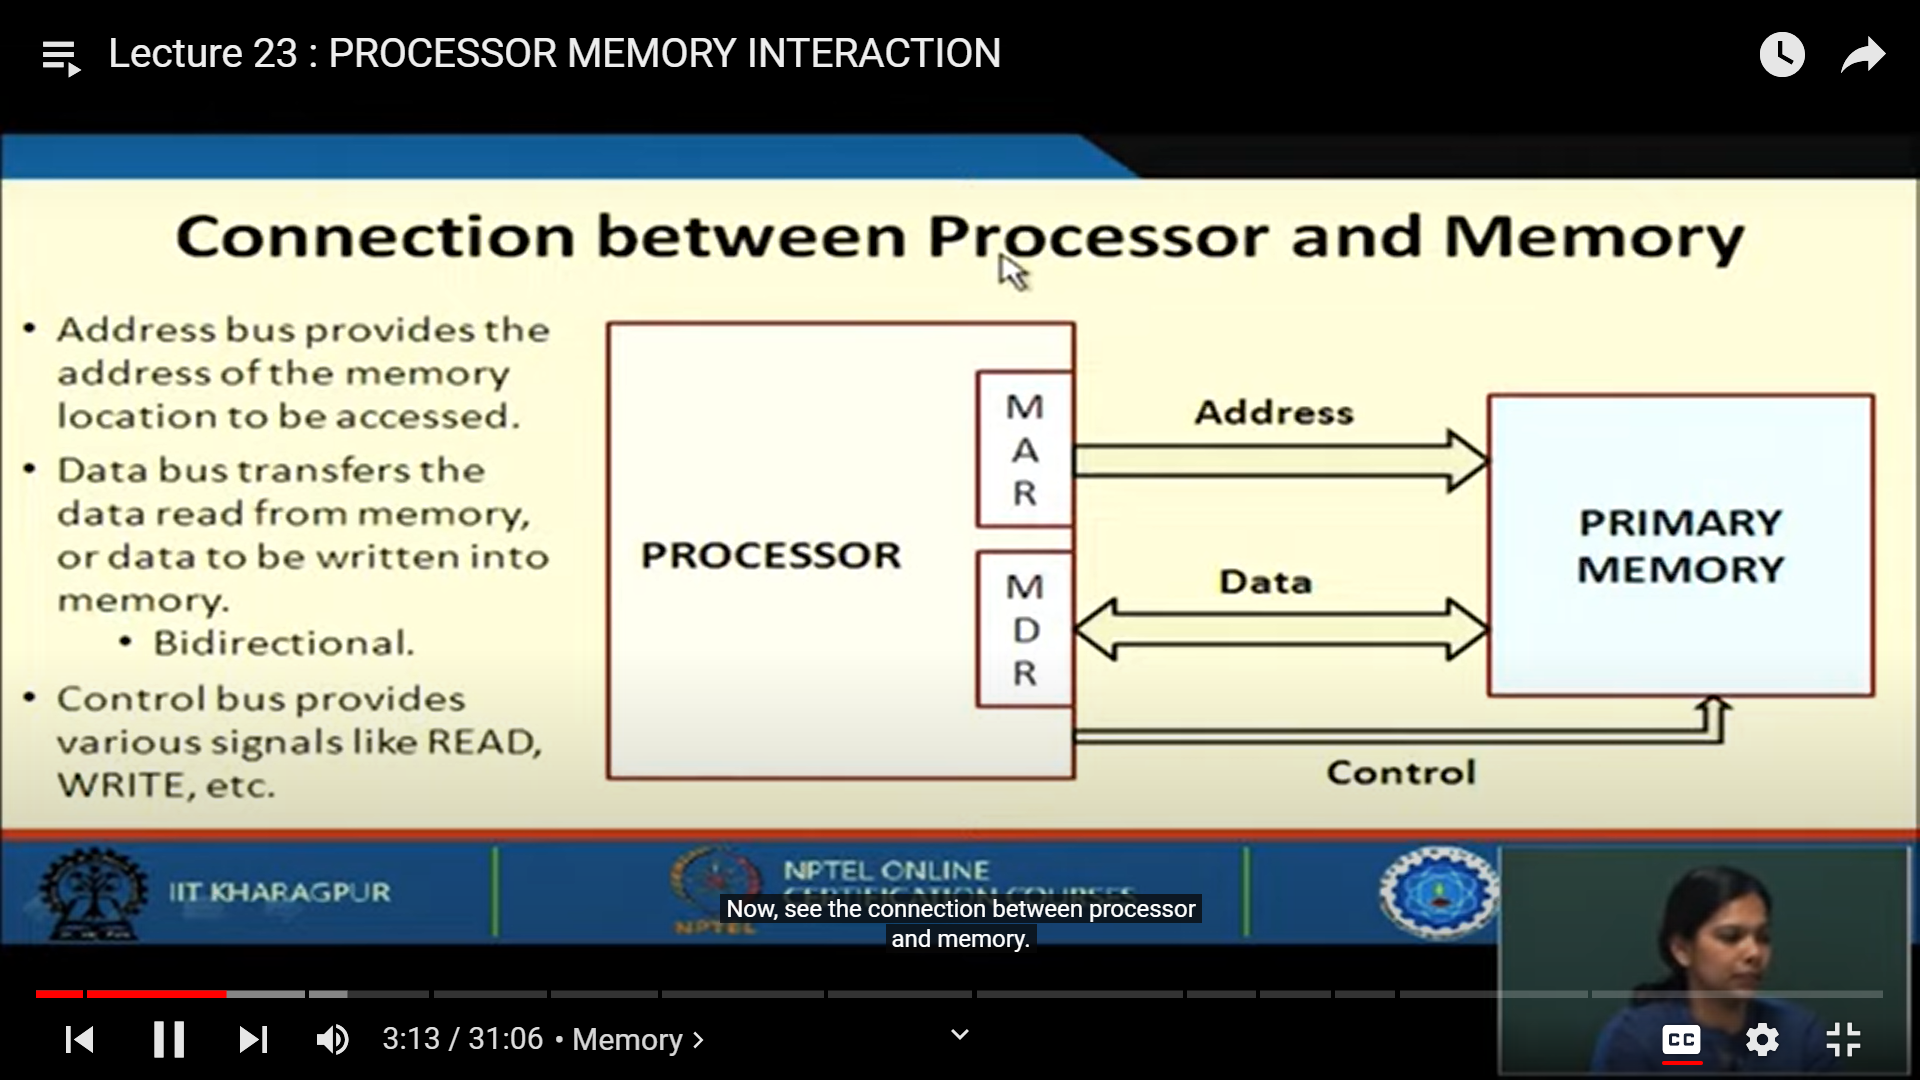 Lecture 23 : PROCESSOR MEMORY INTERACTION
Connection between Processor and Memory
• Address bus provides the
address of the memory
location to be accessed.
• Data bus transfers the
data read from memory,
or data to be written into
memory.
• Bidirectional.
• Control bus provides
various signals like READ,
WRITE, etc.
PROCESSOR
M
A
R
M
D
R
Address
Data
Control
PRIMARY
MEMORY
IIT KHARAGPUR
NPTEL
NPTEL ONLINE
CERTIFICATION COURSES
Now, see the connection between processor
and memory.
3:13 / 31:06 • Memory >
CC